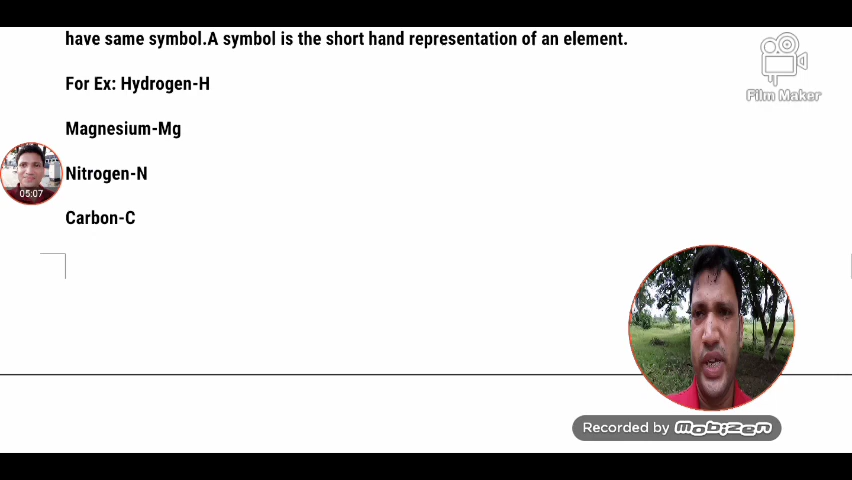 have same symbol.A symbol is the short hand representation of an element.
For Ex: Hydrogen-H
Magnesium-Mg
Nitrogen-N
Carbon-C
Film Maker
05:07
Recorded by mobizen